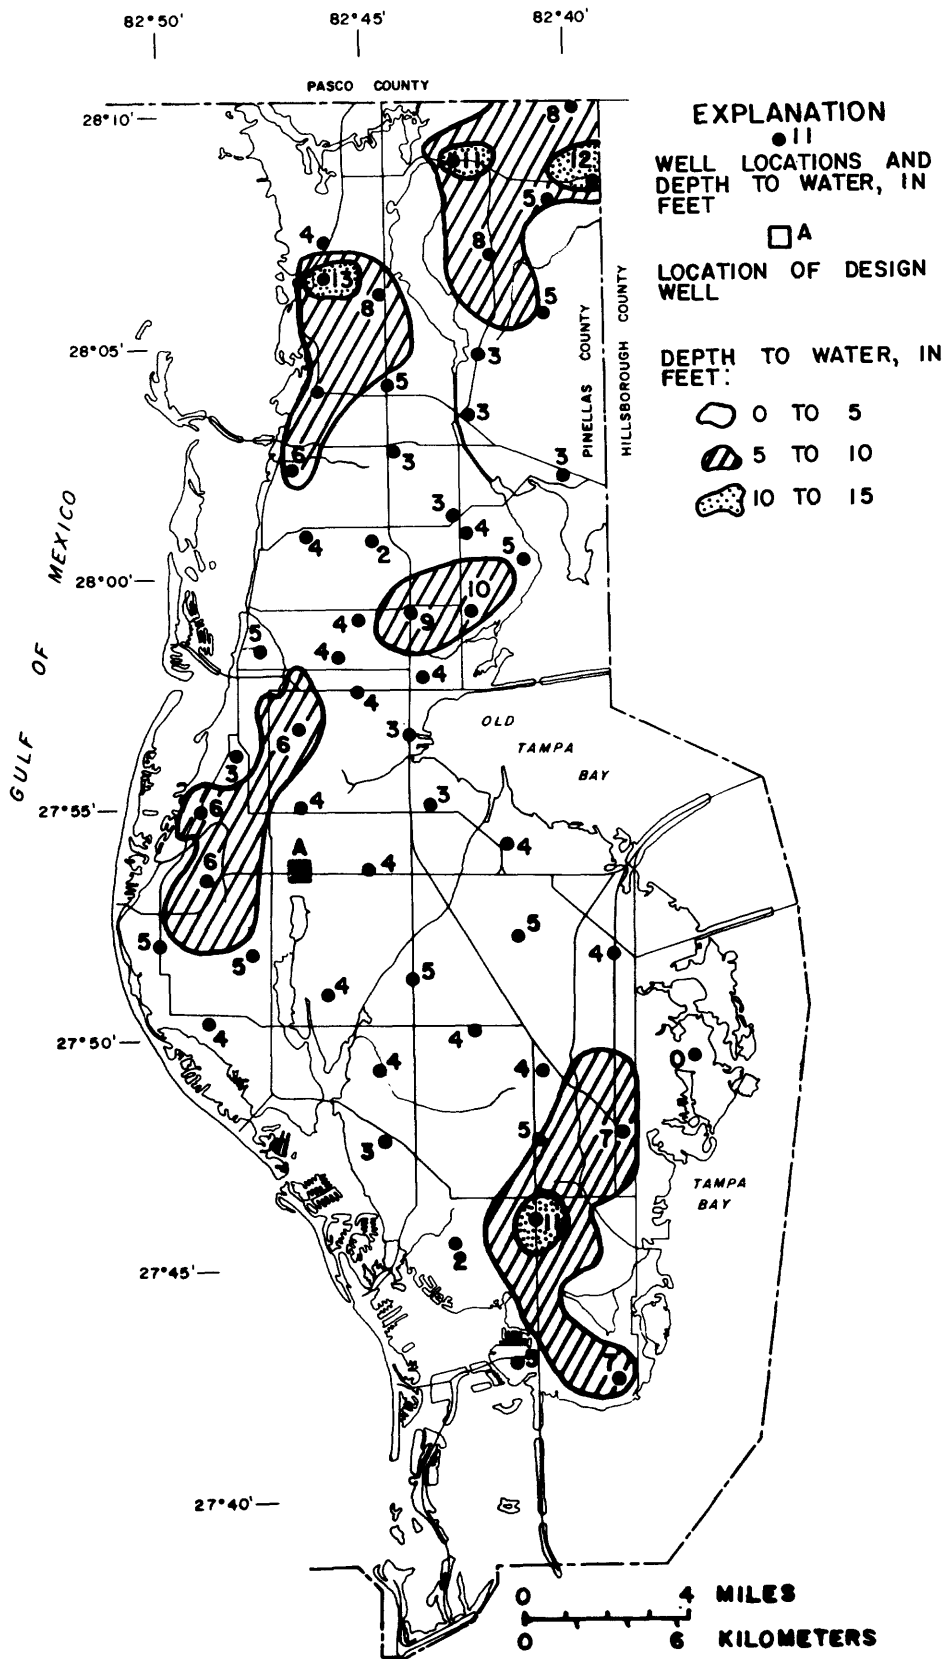 82°50'
82°45'
82°40'
PASCO COUNTY
28°10'
EXPLANATION
11
WELL LOCATIONS AND
DEPTH TO WATER, IN
FEET
A
LOCATION OF DESIGN
WELL
DEPTH TO WATER, IN
FEET:
0 TO 5
5 TO 10
10 TO 15
8
11
12
5
4
8
13
8
5
PINELLAS COUNTY
HILLSBOROUGH COUNTY
28°05'
3
5
3
6
3
3
3
4
4
2
5
28°00'
10
9
4
5
4
4
4
GULF OF MEXICO
OLD
TAMPA
BAY
6
3
3
27°55'
6
4
3
4
A
6
4
5
4
5
5
5
4
4
4
27°50'
0
4
4
5
7
3
TAMPA
BAY
11
2
27°45'
7
27°40'
0 4 MILES
0 6 KILOMETERS